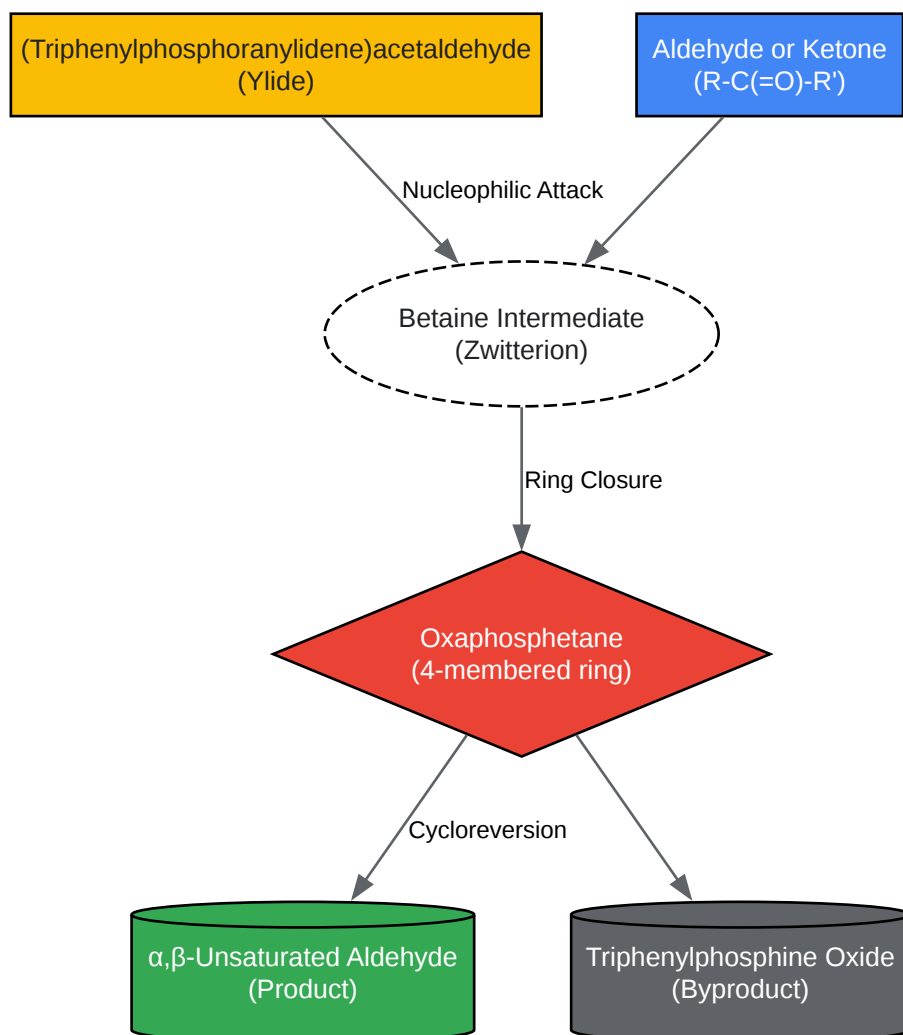 (Triphenylphosphoranylidene)acetaldehyde
(Ylide)
Aldehyde or Ketone
(R-C(=O)-R')
Nucleophilic Attack
Betaine Intermediate
(Zwitterion)
Ring Closure
Oxaphosphetane
(4-membered ring)
Cycloreversion
α,β-Unsaturated Aldehyde
(Product)
Triphenylphosphine Oxide
(Byproduct)